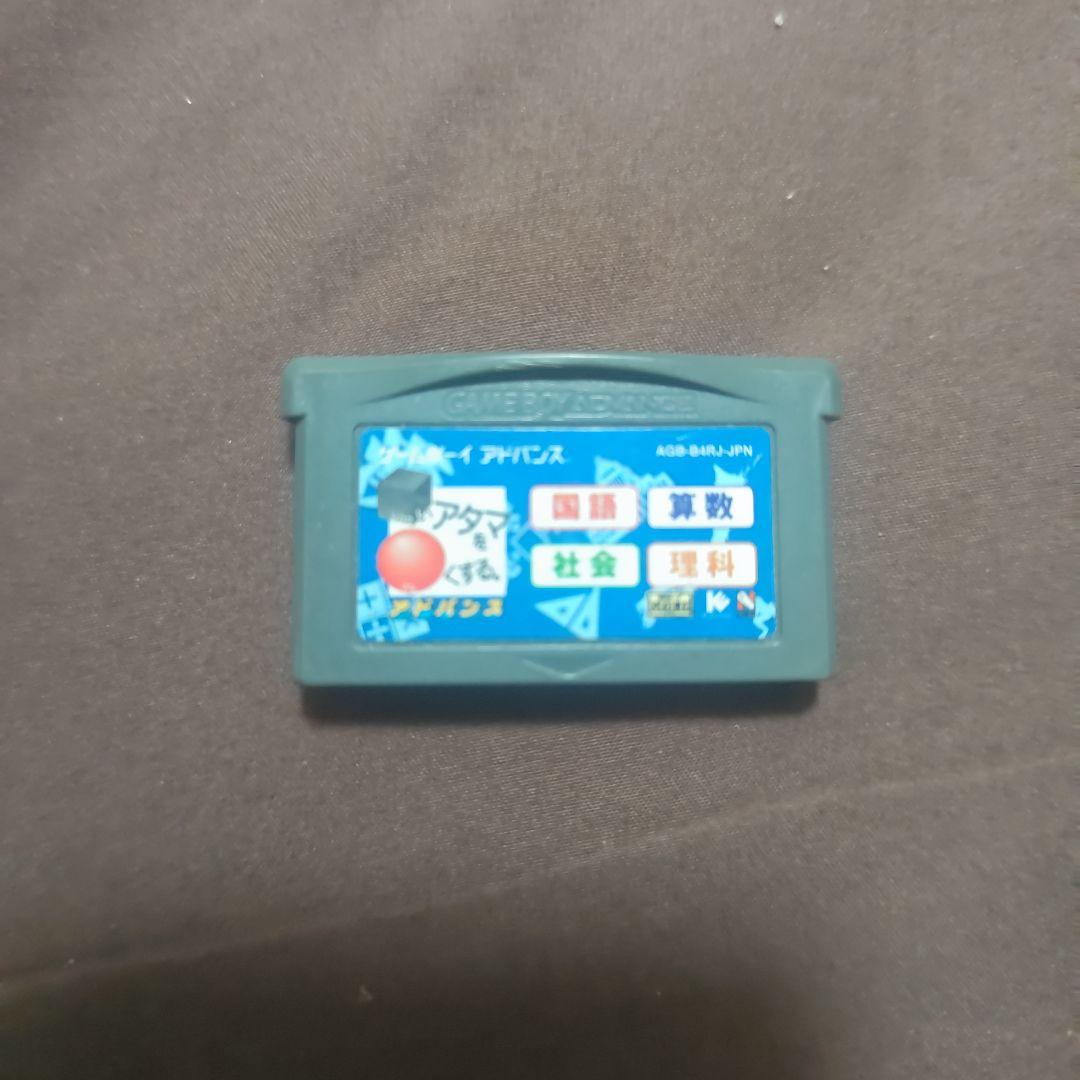 GAME BOY ADVANCE
ゲームボーイ アドバンス
AGB-B4RJ-JPN
アタマを
くする。
アドバンス
国語
算数
社会
理科